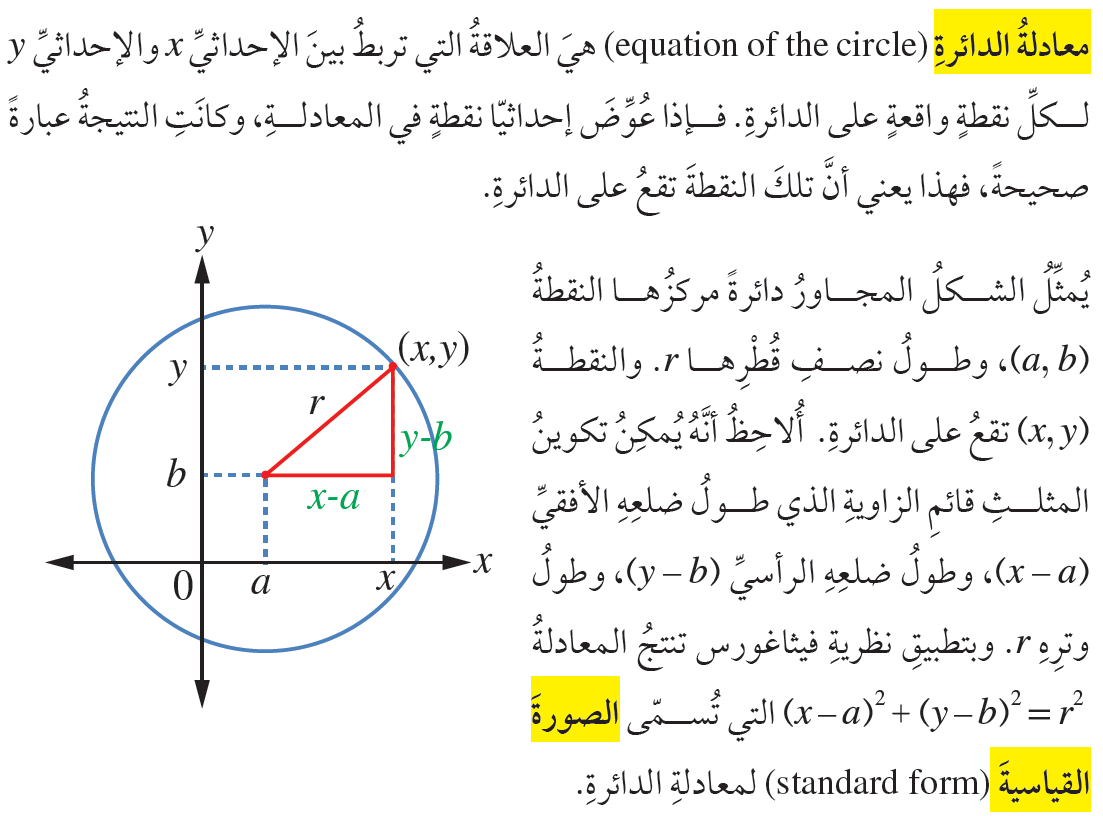 معادلةُ الدائرةِ (equation of the circle) هيَ العلاقةُ التي تربطُ بينَ الإحداثيِّ x والإحداثيِّ y
لكلِّ نقطةٍ واقعةٍ على الدائرةِ. فإذا عُوِّضَ إحداثيّا نقطةٍ في المعادلةِ، وكانَتِ النتيجةُ عبارةً
صحيحةً، فهذا يعني أنَّ تلكَ النقطةَ تقعُ على الدائرةِ.
يُمثِّلُ الشكلُ المجاورُ دائرةً مركزُها النقطةُ
(a, b)، وطولُ نصفِ قُطْرِها r. والنقطةُ
(x, y) تقعُ على الدائرةِ. أُلاحِظُ أنَّهُ يُمكِنُ تكوينُ
المثلثِ قائمِ الزاويةِ الذي طولُ ضلعِهِ الأفقيِّ
(x – a)، وطولُ ضلعِهِ الرأسيِّ (y – b)، وطولُ
وترِهِ r. وبتطبيقِ نظريةِ فيثاغورس تنتجُ المعادلةُ
(x – a)² + (y – b)² = r² التي تُسمّى الصورةَ
القياسيةَ (standard form) لمعادلةِ الدائرةِ.
y
(x,y)
y
r
y-b
b
x-a
x
0
a
x